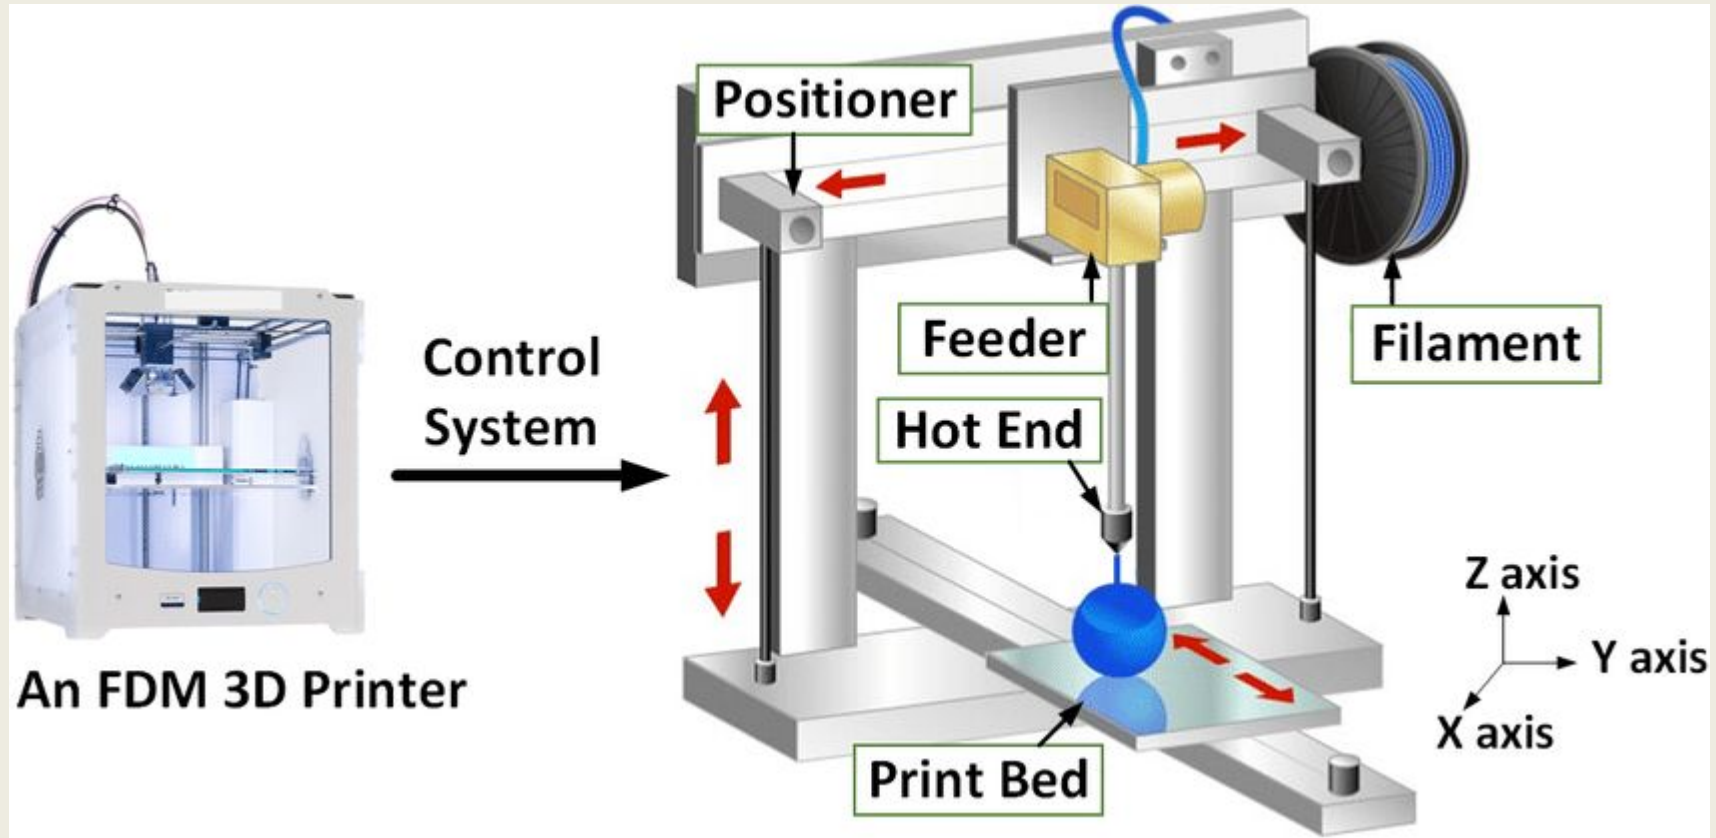 Positioner
Feeder
Filament
Control
System
Hot End
Z axis
Y axis
X axis
An FDM 3D Printer
Print Bed